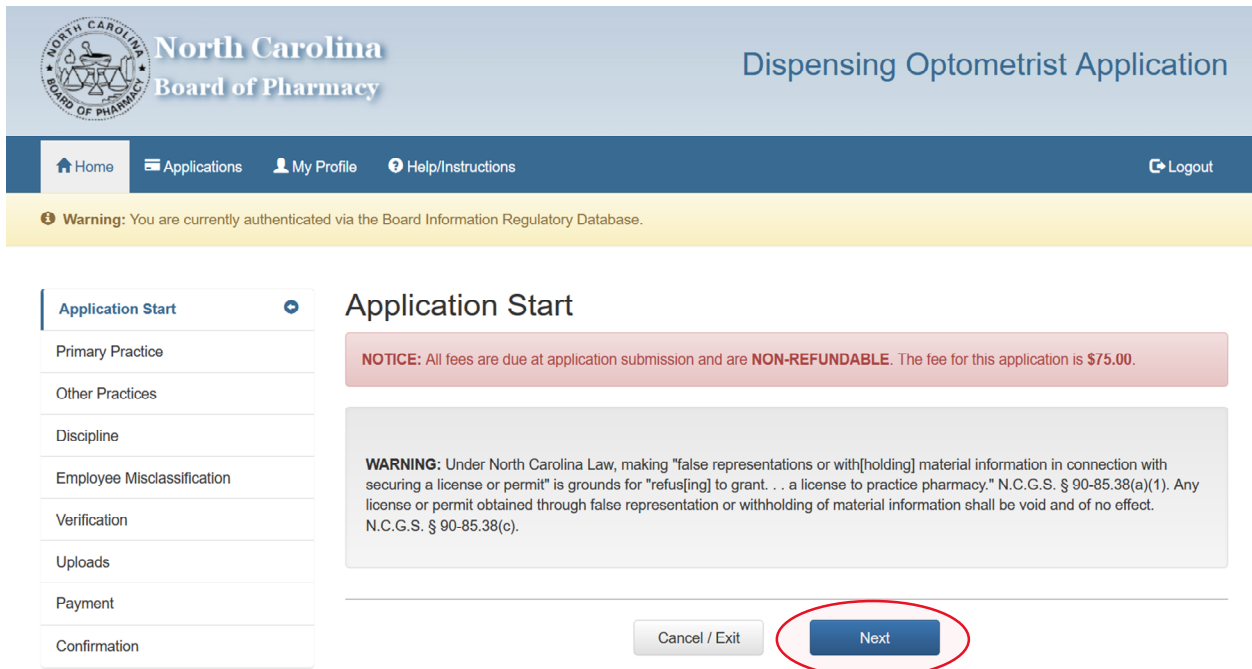 NORTH CAROLINA
BOARD OF PHARMACY
North Carolina
Board of Pharmacy
Dispensing Optometrist Application
Home
Applications
My Profile
Help/Instructions
Logout
Warning: You are currently authenticated via the Board Information Regulatory Database.
Application Start
Primary Practice
Other Practices
Discipline
Employee Misclassification
Verification
Uploads
Payment
Confirmation
Application Start
NOTICE: All fees are due at application submission and are NON-REFUNDABLE. The fee for this application is $75.00.
WARNING: Under North Carolina Law, making "false representations or with[holding] material information in connection with
securing a license or permit" is grounds for "refus[ing] to grant. . . a license to practice pharmacy." N.C.G.S. § 90-85.38(a)(1). Any
license or permit obtained through false representation or withholding of material information shall be void and of no effect.
N.C.G.S. § 90-85.38(c).
Cancel / Exit
Next